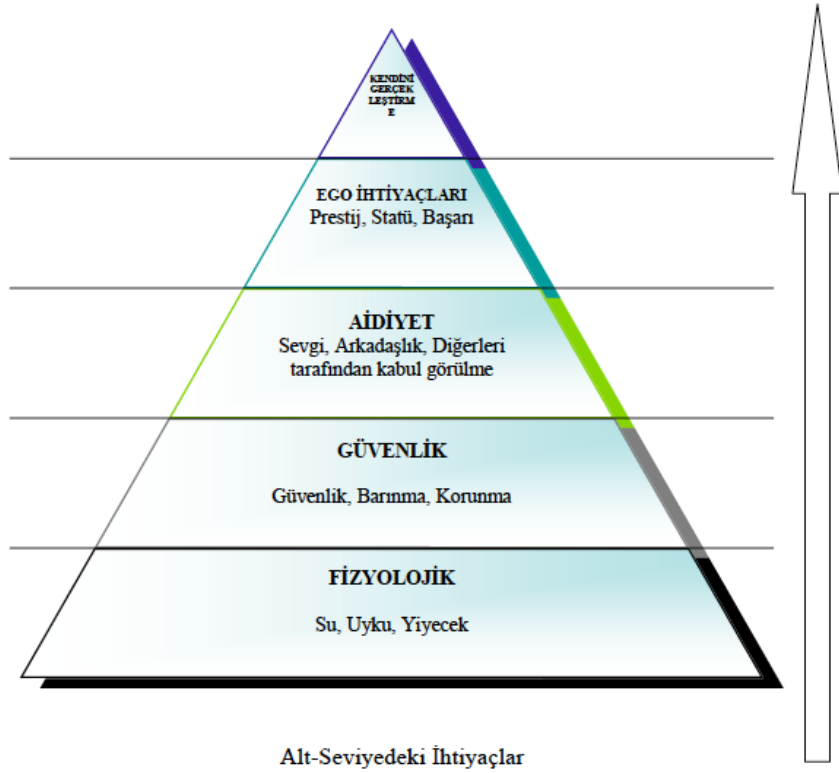 KENDİNİ
GERÇEK
LEŞTİRM
E
EGO İHTİYAÇLARI
Prestij, Statü, Başarı
AİDİYET
Sevgi, Arkadaşlık, Diğerleri
tarafından kabul görülme
GÜVENLİK
Güvenlik, Barınma, Korunma
FİZYOLOJİK
Su, Uyku, Yiyecek
Alt-Seviyedeki İhtiyaçlar